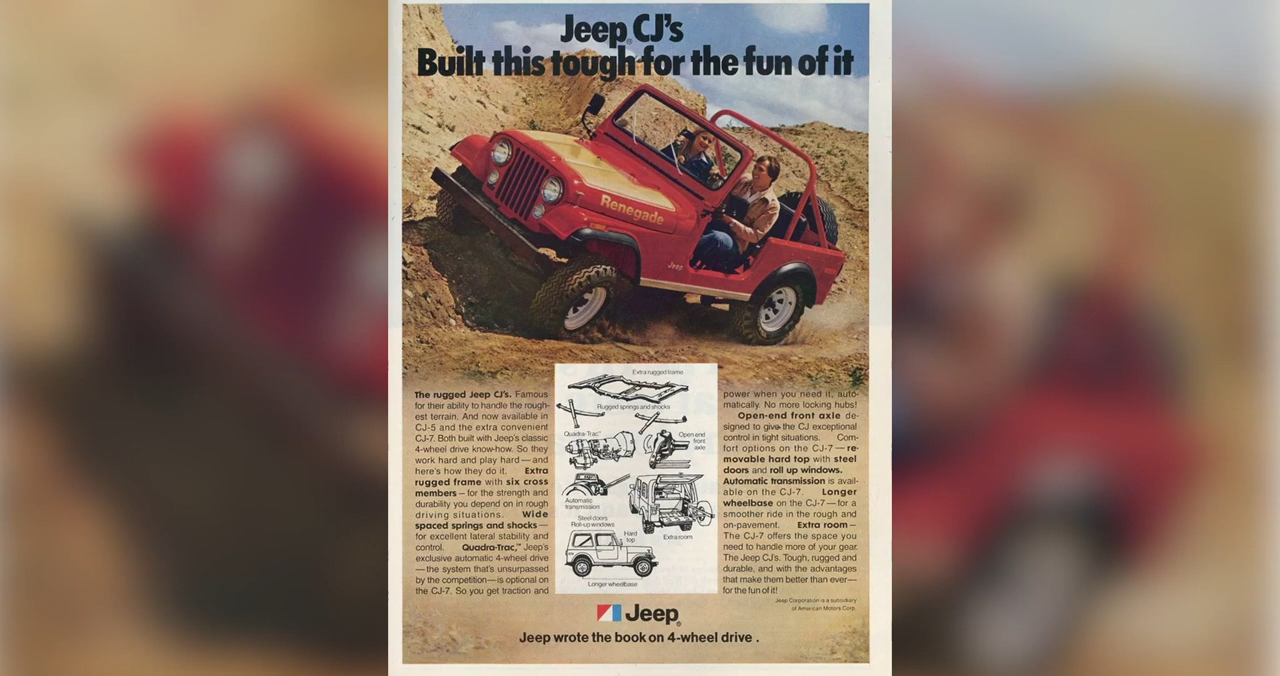 Jeep® CJ's
Built this tough for the fun of it
Renegade
Jeep
The rugged Jeep CJ's. Famous
for their ability to handle the rough-
est terrain. And now available in
CJ-5 and the extra convenient
CJ-7. Both built with Jeep's classic
4-wheel drive know-how. So they
work hard and play hard—and
here's how they do it. Extra
rugged frame with six cross
members – for the strength and
durability you depend on in rough
driving situations. Wide
spaced springs and shocks—
for excellent lateral stability and
control. Quadra-Trac,™ Jeep's
exclusive automatic 4-wheel drive
—the system that's unsurpassed
by the competition—is optional on
the CJ-7. So you get traction and
Extra rugged frame
Rugged springs and shocks
Quadra-Trac™
Open end
front
axle
Automatic
transmission
Extra room
Steel doors
Roll-up windows
Hard
top
Longer wheelbase
power when you need it, auto-
matically. No more locking hubs!
Open-end front axle de-
signed to give the CJ exceptional
control in tight situations. Com-
fort options on the CJ-7—re-
movable hard top with steel
doors and roll up windows.
Automatic transmission is avail-
able on the CJ-7. Longer
wheelbase on the CJ-7—for a
smoother ride in the rough and
on-pavement. Extra room –
The CJ-7 offers the space you
need to handle more of your gear.
The Jeep CJ's. Tough, rugged and
durable, and with the advantages
that make them better than ever—
for the fun of it!
Jeep Corporation is a subsidiary
of American Motors Corp.
Jeep®
Jeep wrote the book on 4-wheel drive.